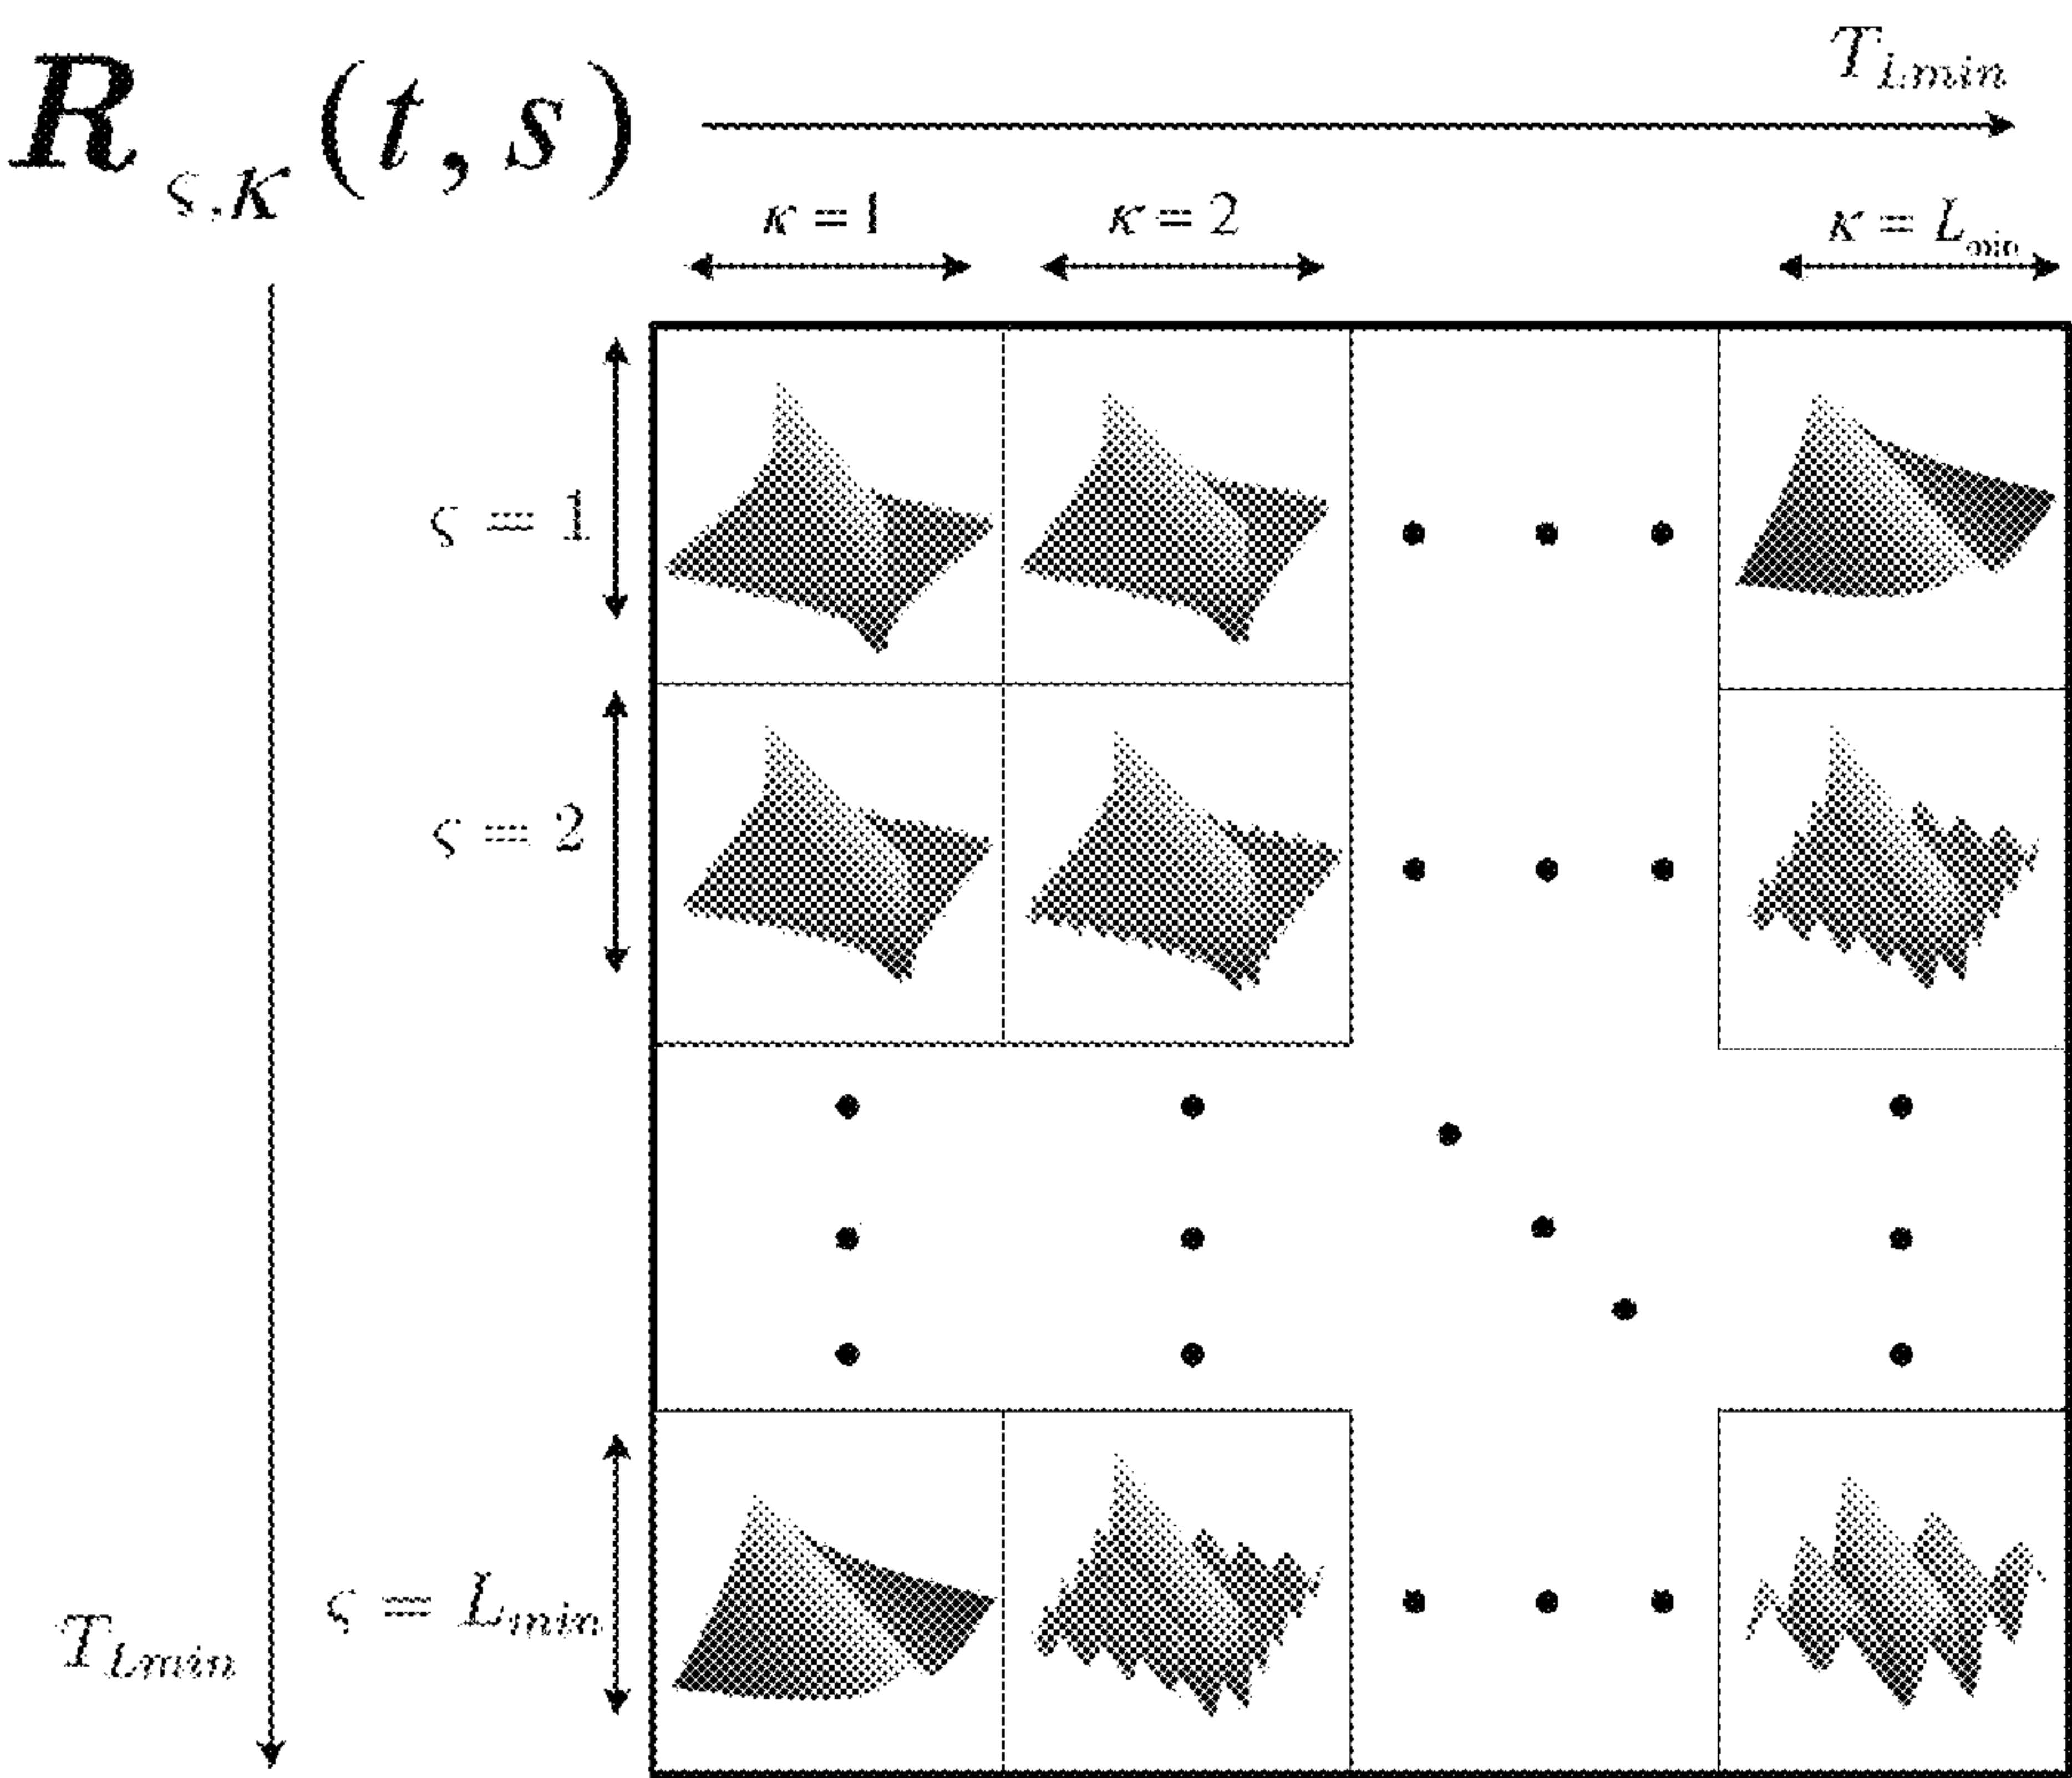 R_{ς,κ}(t,s)
T_{Lmin}
κ = 1
κ = 2
κ = L_{min}
ς = 1
ς = 2
ς = L_{min}
T_{Lmin}